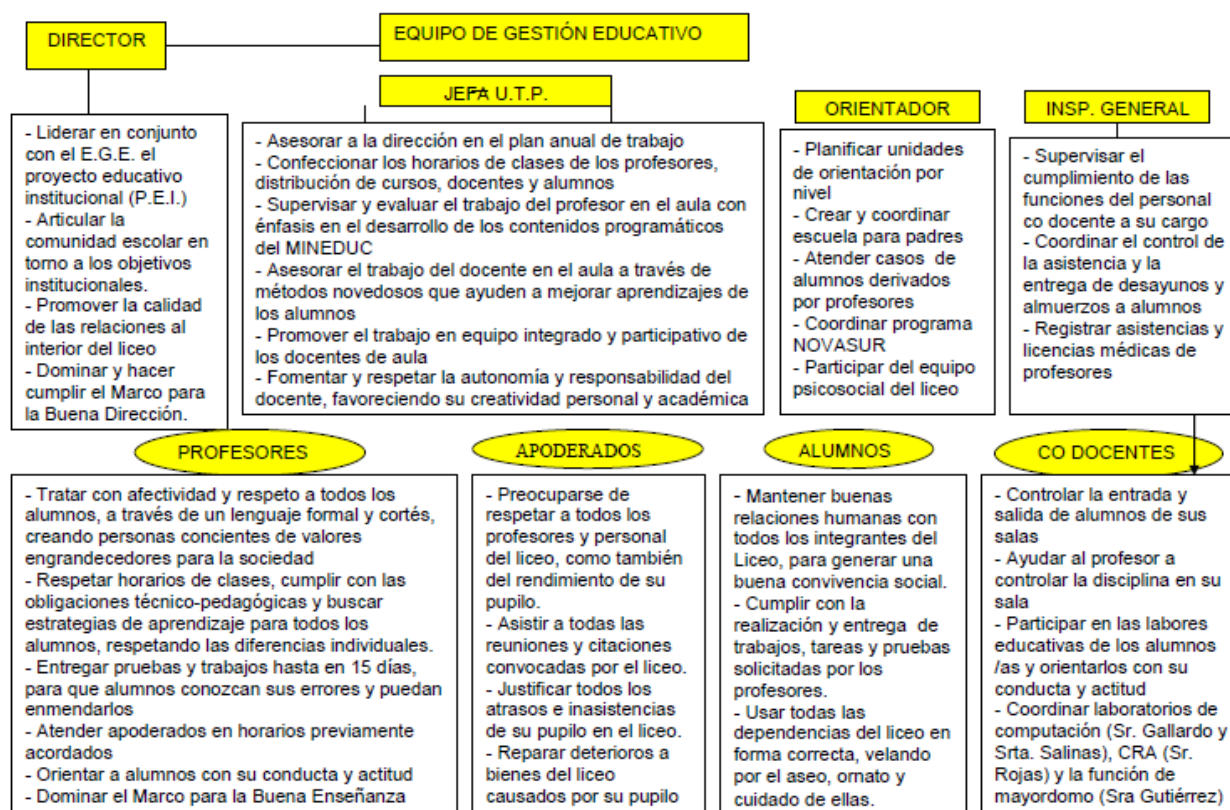 DIRECTOR
EQUIPO DE GESTIÓN EDUCATIVO
JEFA U.T.P.
ORIENTADOR
INSP. GENERAL
- Liderar en conjunto
con el E.G.E. el
proyecto educativo
institucional (P.E.I.)
- Articular la
comunidad escolar en
torno a los objetivos
institucionales.
- Promover la calidad
de las relaciones al
interior del liceo
- Dominar y hacer
cumplir el Marco para
la Buena Dirección.
- Asesorar a la dirección en el plan anual de trabajo
- Confeccionar los horarios de clases de los profesores,
distribución de cursos, docentes y alumnos
- Supervisar y evaluar el trabajo del profesor en el aula con
énfasis en el desarrollo de los contenidos programáticos
del MINEDUC
- Asesorar el trabajo del docente en el aula a través de
métodos novedosos que ayuden a mejorar aprendizajes de
los alumnos
- Promover el trabajo en equipo integrado y participativo de
los docentes de aula
- Fomentar y respetar la autonomía y responsabilidad del
docente, favoreciendo su creatividad personal y académica
- Planificar unidades
de orientación por
nivel
- Crear y coordinar
escuela para padres
- Atender casos de
alumnos derivados
por profesores
- Coordinar programa
NOVASUR
- Participar del equipo
psicosocial del liceo
- Supervisar el
cumplimiento de las
funciones del personal
co docente a su cargo
- Coordinar el control de
la asistencia y la
entrega de desayunos y
almuerzos a alumnos
- Registrar asistencias y
licencias médicas de
profesores
PROFESORES
APODERADOS
ALUMNOS
CO DOCENTES
- Tratar con afectividad y respeto a todos los
alumnos, a través de un lenguaje formal y cortés,
creando personas concientes de valores
engrandecedores para la sociedad
- Respetar horarios de clases, cumplir con las
obligaciones técnico-pedagógicas y buscar
estrategias de aprendizaje para todos los
alumnos, respetando las diferencias individuales.
- Entregar pruebas y trabajos hasta en 15 días,
para que alumnos conozcan sus errores y puedan
enmendarlos
- Atender apoderados en horarios previamente
acordados
- Orientar a alumnos con su conducta y actitud
- Dominar el Marco para la Buena Enseñanza
- Preocuparse de
respetar a todos los
profesores y personal
del liceo, como también
del rendimiento de su
pupilo.
- Asistir a todas las
reuniones y citaciones
convocadas por el liceo.
- Justificar todos los
atrasos e inasistencias
de su pupilo en el liceo.
- Reparar deterioros a
bienes del liceo
causados por su pupilo
- Mantener buenas
relaciones humanas con
todos los integrantes del
Liceo, para generar una
buena convivencia social.
- Cumplir con la
realización y entrega de
trabajos, tareas y pruebas
solicitadas por los
profesores.
- Usar todas las
dependencias del liceo en
forma correcta, velando
por el aseo, ornato y
cuidado de ellas.
- Controlar la entrada y
salida de alumnos de sus
salas
- Ayudar al profesor a
controlar la disciplina en su
sala
- Participar en las labores
educativas de los alumnos
/as y orientarlos con su
conducta y actitud
- Coordinar laboratorios de
computación (Sr. Gallardo y
Srta. Salinas), CRA (Sr.
Rojas) y la función de
mayordomo (Sra Gutiérrez)